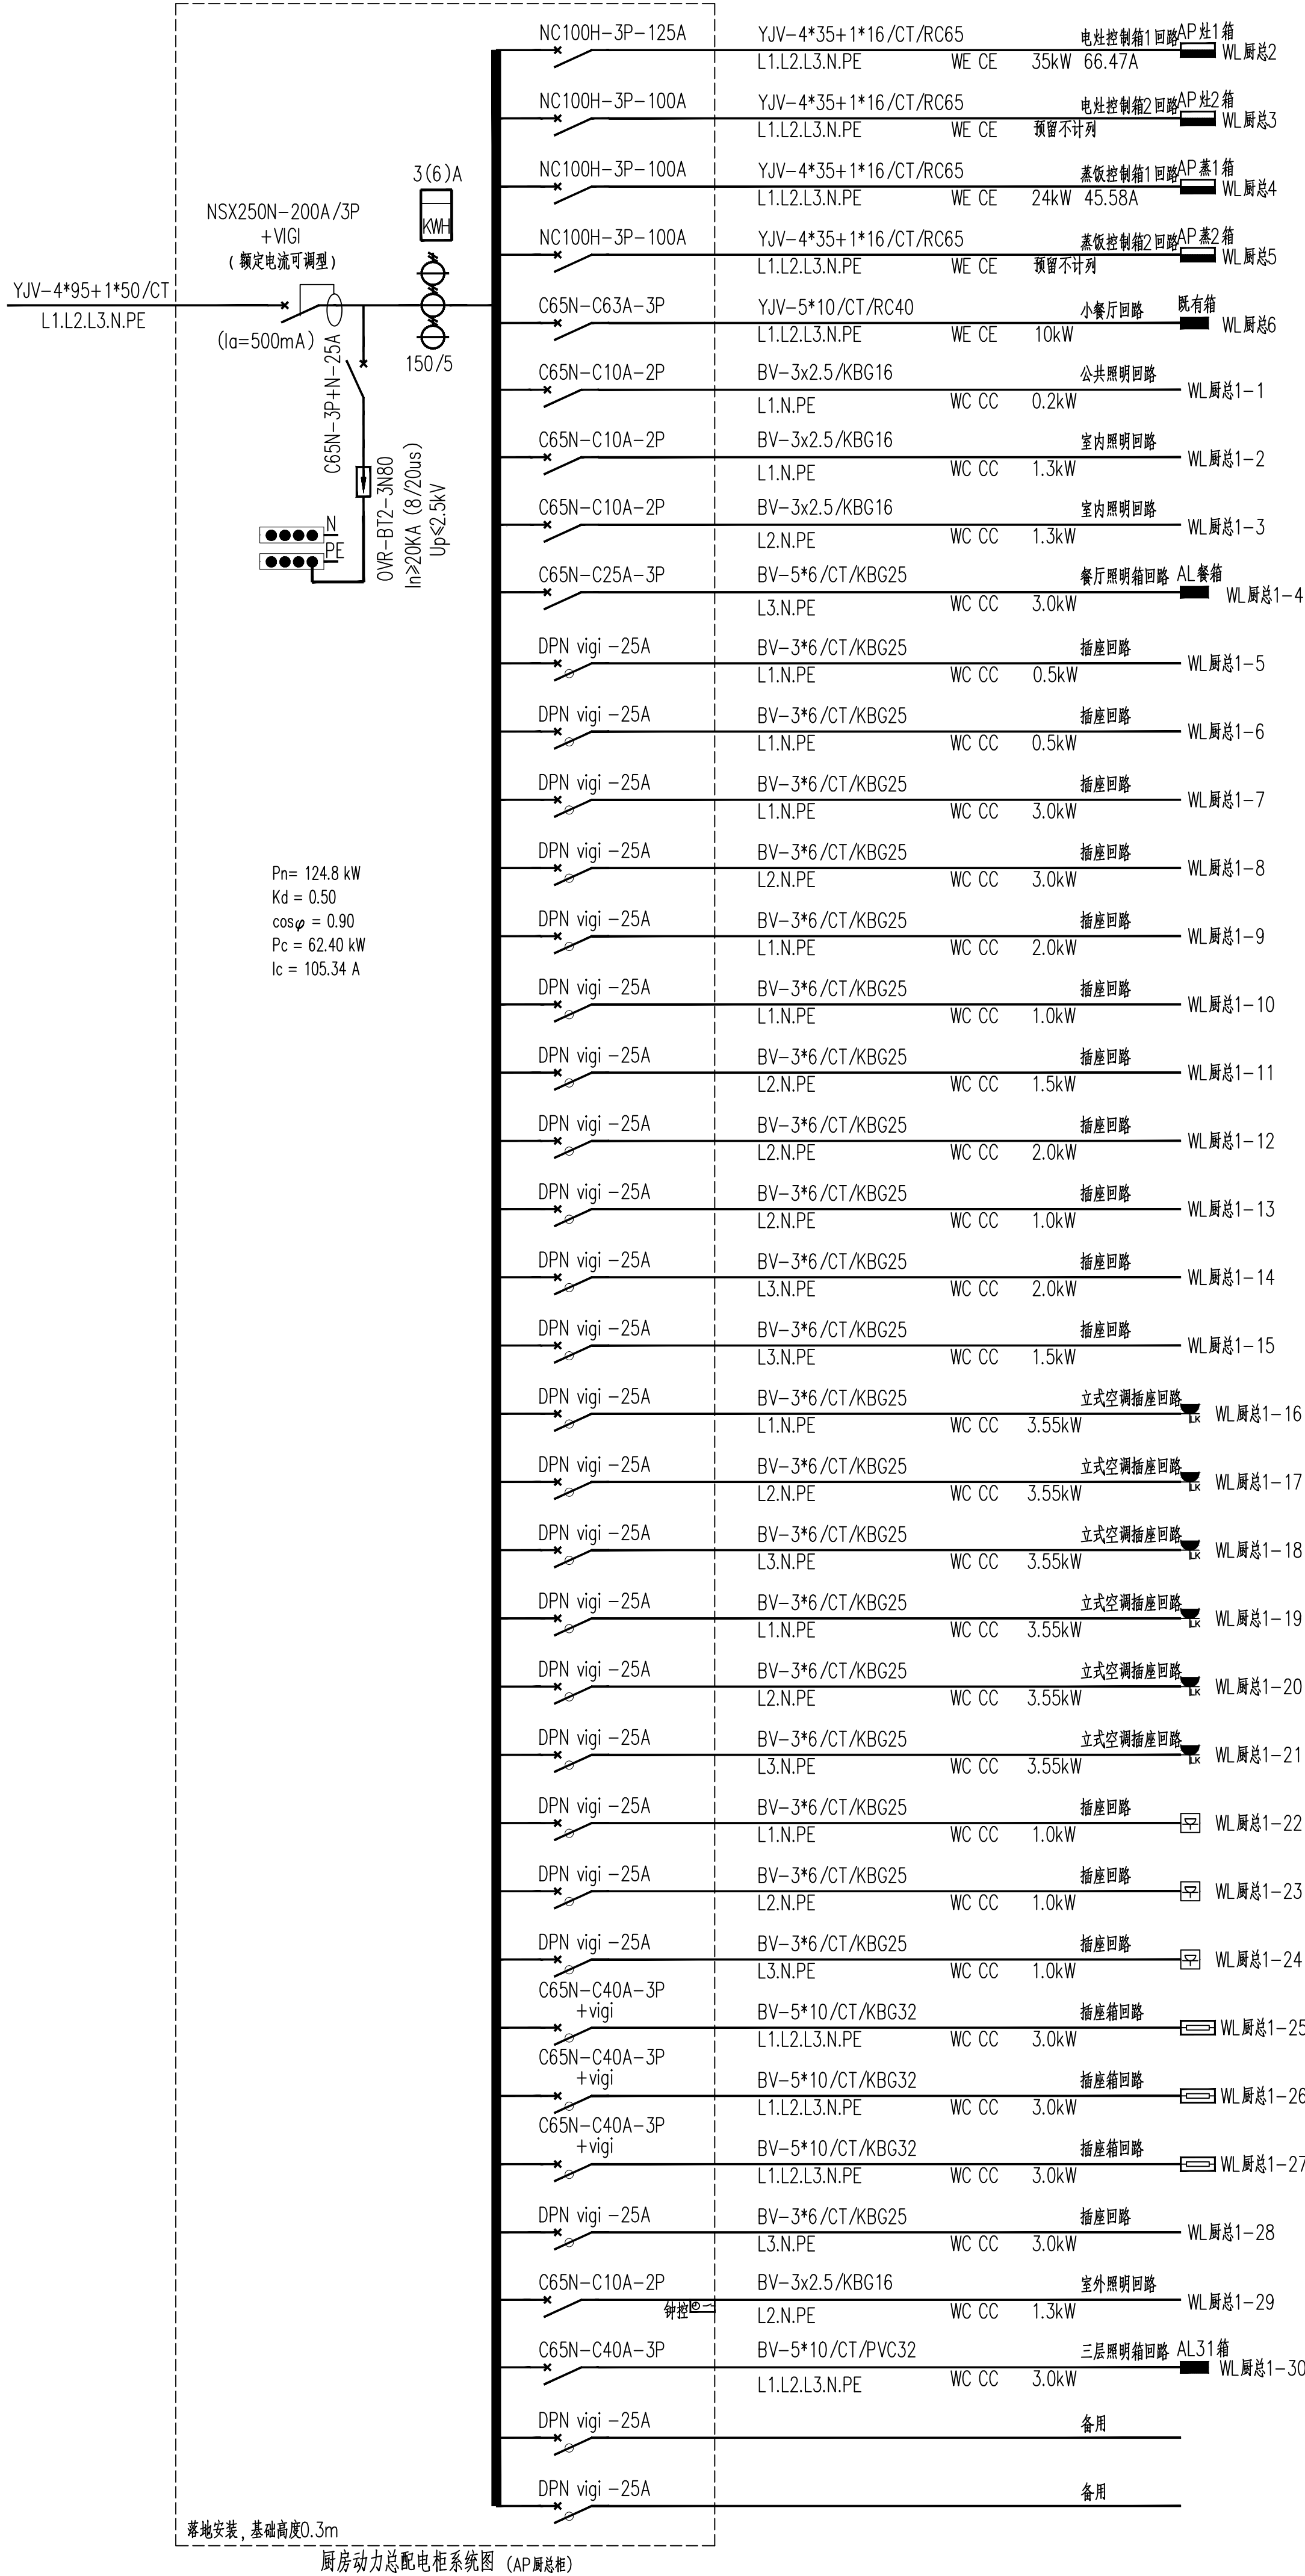 NC100H-3P-125A YJV-4*35+1*16/CT/RC65 电灶控制箱1回路 AP灶1箱
L1.L2.L3.N.PE WE CE 35kW 66.47A WL厨总2
NC100H-3P-100A YJV-4*35+1*16/CT/RC65 电灶控制箱2回路 AP灶2箱
L1.L2.L3.N.PE WE CE 预留不计列 WL厨总3
NC100H-3P-100A YJV-4*35+1*16/CT/RC65 蒸饭控制箱1回路 AP蒸1箱
L1.L2.L3.N.PE WE CE 24kW 45.58A WL厨总4
NC100H-3P-100A YJV-4*35+1*16/CT/RC65 蒸饭控制箱2回路 AP蒸2箱
L1.L2.L3.N.PE WE CE 预留不计列 WL厨总5
3(6)A
KWH
150/5
NSX250N-200A/3P
+VIGI
(额定电流可调型)
YJV-4*95+1*50/CT
L1.L2.L3.N.PE
(Ia=500mA)
C65N-3P+N-25A
OVR-BT2-3N80
In≥20KA (8/20us)
Up≤2.5kV
N
PE
C65N-C63A-3P YJV-5*10/CT/RC40 小餐厅回路 既有箱
L1.L2.L3.N.PE WE CE 10kW WL厨总6
C65N-C10A-2P BV-3x2.5/KBG16 公共照明回路
L1.N.PE WC CC 0.2kW WL厨总1-1
C65N-C10A-2P BV-3x2.5/KBG16 室内照明回路
L1.N.PE WC CC 1.3kW WL厨总1-2
C65N-C10A-2P BV-3x2.5/KBG16 室内照明回路
L2.N.PE WC CC 1.3kW WL厨总1-3
C65N-C25A-3P BV-5*6/CT/KBG25 餐厅照明箱回路 AL餐箱
L3.N.PE WC CC 3.0kW WL厨总1-4
DPN vigi -25A BV-3*6/CT/KBG25 插座回路
L1.N.PE WC CC 0.5kW WL厨总1-5
DPN vigi -25A BV-3*6/CT/KBG25 插座回路
L1.N.PE WC CC 0.5kW WL厨总1-6
DPN vigi -25A BV-3*6/CT/KBG25 插座回路
L1.N.PE WC CC 3.0kW WL厨总1-7
DPN vigi -25A BV-3*6/CT/KBG25 插座回路
L2.N.PE WC CC 3.0kW WL厨总1-8
Pn= 124.8 kW
Kd = 0.50
cosφ = 0.90
Pc = 62.40 kW
Ic = 105.34 A
DPN vigi -25A BV-3*6/CT/KBG25 插座回路
L1.N.PE WC CC 2.0kW WL厨总1-9
DPN vigi -25A BV-3*6/CT/KBG25 插座回路
L1.N.PE WC CC 1.0kW WL厨总1-10
DPN vigi -25A BV-3*6/CT/KBG25 插座回路
L2.N.PE WC CC 1.5kW WL厨总1-11
DPN vigi -25A BV-3*6/CT/KBG25 插座回路
L2.N.PE WC CC 2.0kW WL厨总1-12
DPN vigi -25A BV-3*6/CT/KBG25 插座回路
L2.N.PE WC CC 1.0kW WL厨总1-13
DPN vigi -25A BV-3*6/CT/KBG25 插座回路
L3.N.PE WC CC 2.0kW WL厨总1-14
DPN vigi -25A BV-3*6/CT/KBG25 插座回路
L3.N.PE WC CC 1.5kW WL厨总1-15
DPN vigi -25A BV-3*6/CT/KBG25 立式空调插座回路
L1.N.PE WC CC 3.55kW LK WL厨总1-16
DPN vigi -25A BV-3*6/CT/KBG25 立式空调插座回路
L2.N.PE WC CC 3.55kW LK WL厨总1-17
DPN vigi -25A BV-3*6/CT/KBG25 立式空调插座回路
L3.N.PE WC CC 3.55kW LK WL厨总1-18
DPN vigi -25A BV-3*6/CT/KBG25 立式空调插座回路
L1.N.PE WC CC 3.55kW LK WL厨总1-19
DPN vigi -25A BV-3*6/CT/KBG25 立式空调插座回路
L2.N.PE WC CC 3.55kW LK WL厨总1-20
DPN vigi -25A BV-3*6/CT/KBG25 立式空调插座回路
L3.N.PE WC CC 3.55kW LK WL厨总1-21
DPN vigi -25A BV-3*6/CT/KBG25 插座回路
L1.N.PE WC CC 1.0kW WL厨总1-22
DPN vigi -25A BV-3*6/CT/KBG25 插座回路
L2.N.PE WC CC 1.0kW WL厨总1-23
DPN vigi -25A BV-3*6/CT/KBG25 插座回路
L3.N.PE WC CC 1.0kW WL厨总1-24
C65N-C40A-3P
+vigi BV-5*10/CT/KBG32 插座箱回路
L1.L2.L3.N.PE WC CC 3.0kW WL厨总1-25
C65N-C40A-3P
+vigi BV-5*10/CT/KBG32 插座箱回路
L1.L2.L3.N.PE WC CC 3.0kW WL厨总1-26
C65N-C40A-3P
+vigi BV-5*10/CT/KBG32 插座箱回路
L1.L2.L3.N.PE WC CC 3.0kW WL厨总1-27
DPN vigi -25A BV-3*6/CT/KBG25 插座回路
L3.N.PE WC CC 3.0kW WL厨总1-28
C65N-C10A-2P BV-3x2.5/KBG16 室外照明回路
钟控 L2.N.PE WC CC 1.3kW WL厨总1-29
C65N-C40A-3P BV-5*10/CT/PVC32 三层照明箱回路 AL31箱
L1.L2.L3.N.PE WC CC 3.0kW WL厨总1-30
DPN vigi -25A 备用
DPN vigi -25A 备用
落地安装,基础高度0.3m
厨房动力总配电柜系统图 (AP厨总柜)